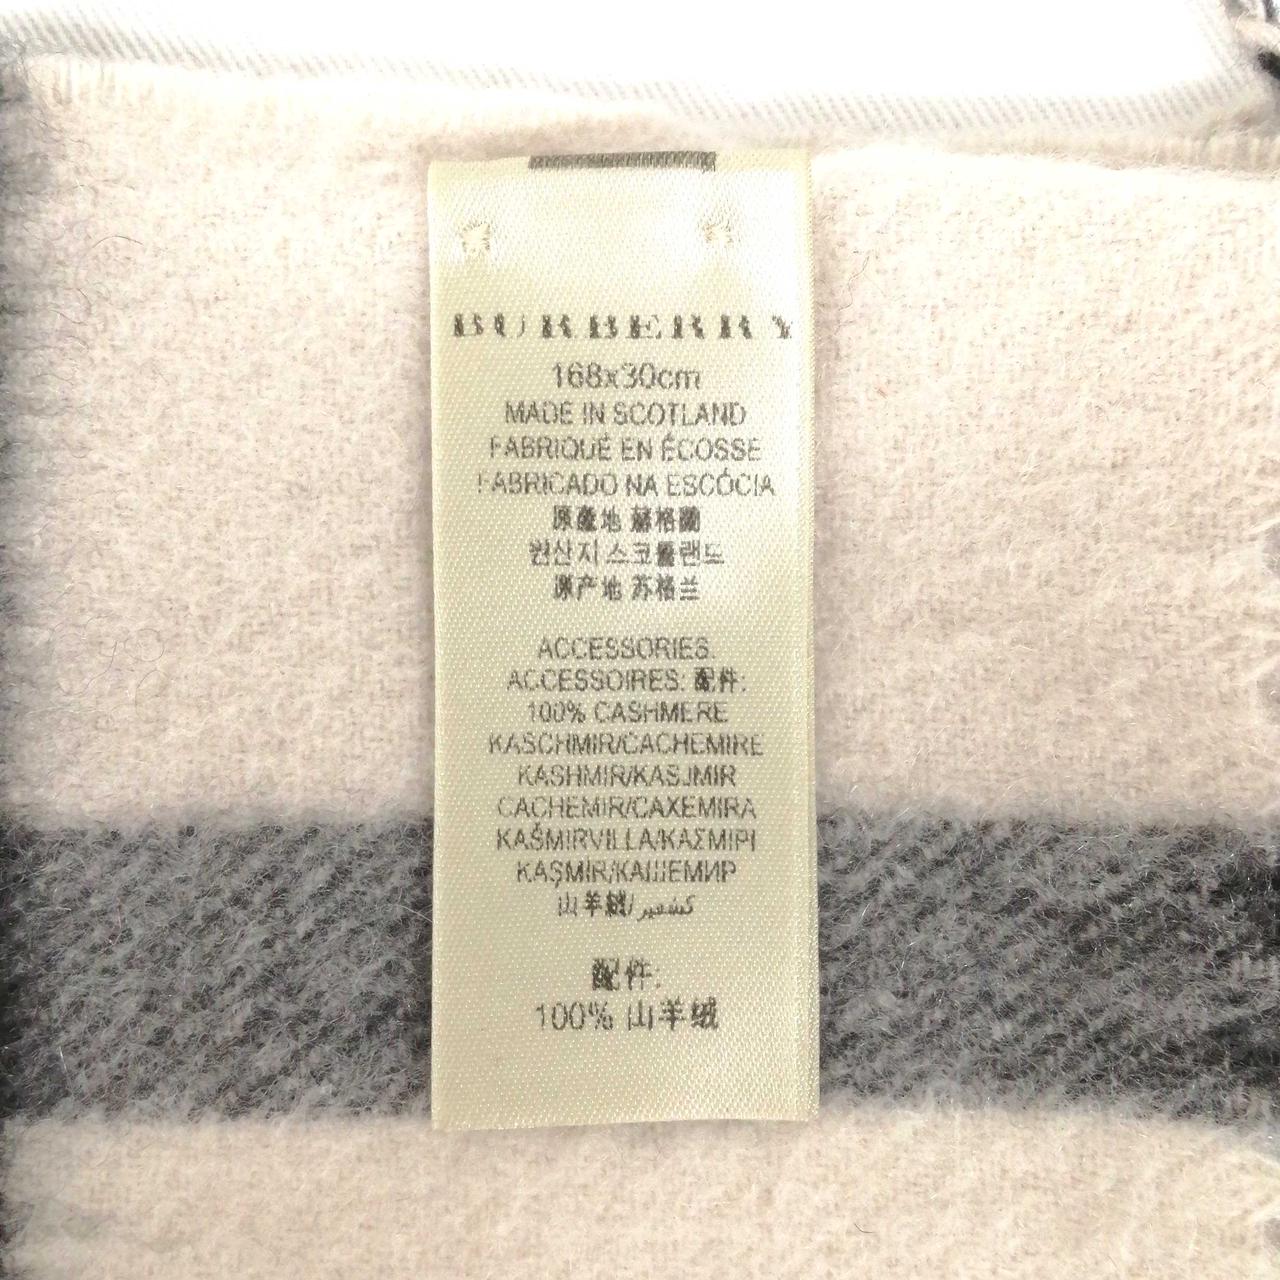 BURBERRY
168x30cm
MADE IN SCOTLAND
FABRIQUÉ EN ÉCOSSE
FABRICADO NA ESCÓCIA
原產地 蘇格蘭
원산지 스코틀랜드
原产地 苏格兰
ACCESSORIES.
ACCESSOIRES: 配件:
100% CASHMERE
KASCHMIR/CACHEMIRE
KASHMIR/KASJMIR
CACHEMIR/CAXEMIRA
KAŠMIRVILLA/ΚΑΣΜΙΡΙ
KAŞMİR/КАШЕМИР
山羊絨/كشمير
配件:
100% 山羊绒